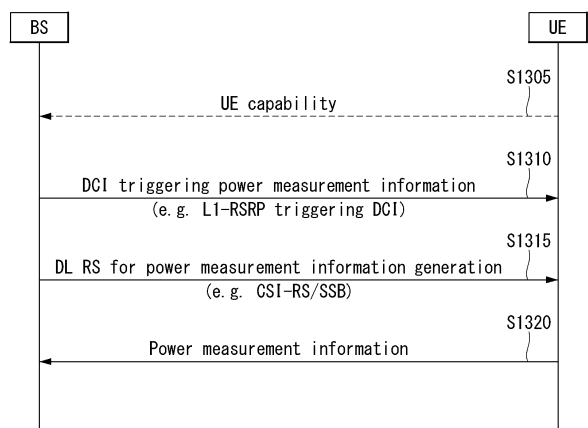 BS
UE
S1305
UE capability
S1310
DCI triggering power measurement information
(e.g. L1-RSRP triggering DCI)
S1315
DL RS for power measurement information generation
(e.g. CSI-RS/SSB)
S1320
Power measurement information